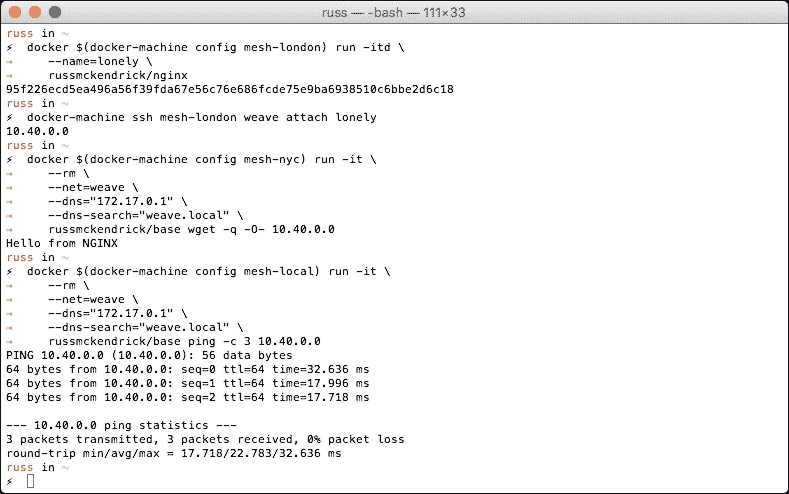 russ — -bash — 111×33
russ in ~
⚡ docker $(docker-machine config mesh-london) run -itd \
→ --name=lonely \
→ russmckendrick/nginx
95f226ecd5ea496a56f39fda67e56c76e686fcde75e9ba6938510c6bbe2d6c18
russ in ~
⚡ docker-machine ssh mesh-london weave attach lonely
10.40.0.0
russ in ~
⚡ docker $(docker-machine config mesh-nyc) run -it \
→ --rm \
→ --net=weave \
→ --dns="172.17.0.1" \
→ --dns-search="weave.local" \
→ russmckendrick/base wget -q -O- 10.40.0.0
Hello from NGINX
russ in ~
⚡ docker $(docker-machine config mesh-local) run -it \
→ --rm \
→ --net=weave \
→ --dns="172.17.0.1" \
→ --dns-search="weave.local" \
→ russmckendrick/base ping -c 3 10.40.0.0
PING 10.40.0.0 (10.40.0.0): 56 data bytes
64 bytes from 10.40.0.0: seq=0 ttl=64 time=32.636 ms
64 bytes from 10.40.0.0: seq=1 ttl=64 time=17.996 ms
64 bytes from 10.40.0.0: seq=2 ttl=64 time=17.718 ms
--- 10.40.0.0 ping statistics ---
3 packets transmitted, 3 packets received, 0% packet loss
round-trip min/avg/max = 17.718/22.783/32.636 ms
russ in ~
⚡